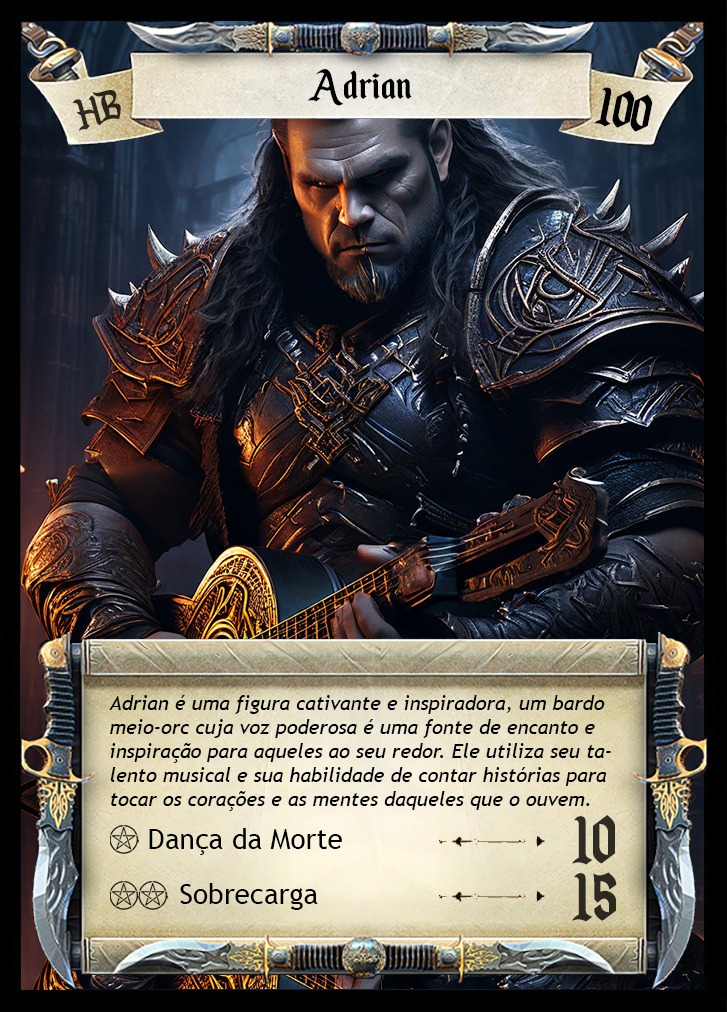 Adrian
HB
100
Adrian é uma figura cativante e inspiradora, um bardo
meio-orc cuja voz poderosa é uma fonte de encanto e
inspiração para aqueles ao seu redor. Ele utiliza seu ta-
lento musical e sua habilidade de contar histórias para
tocar os corações e as mentes daqueles que o ouvem.
Dança da Morte 10
Sobrecarga 15